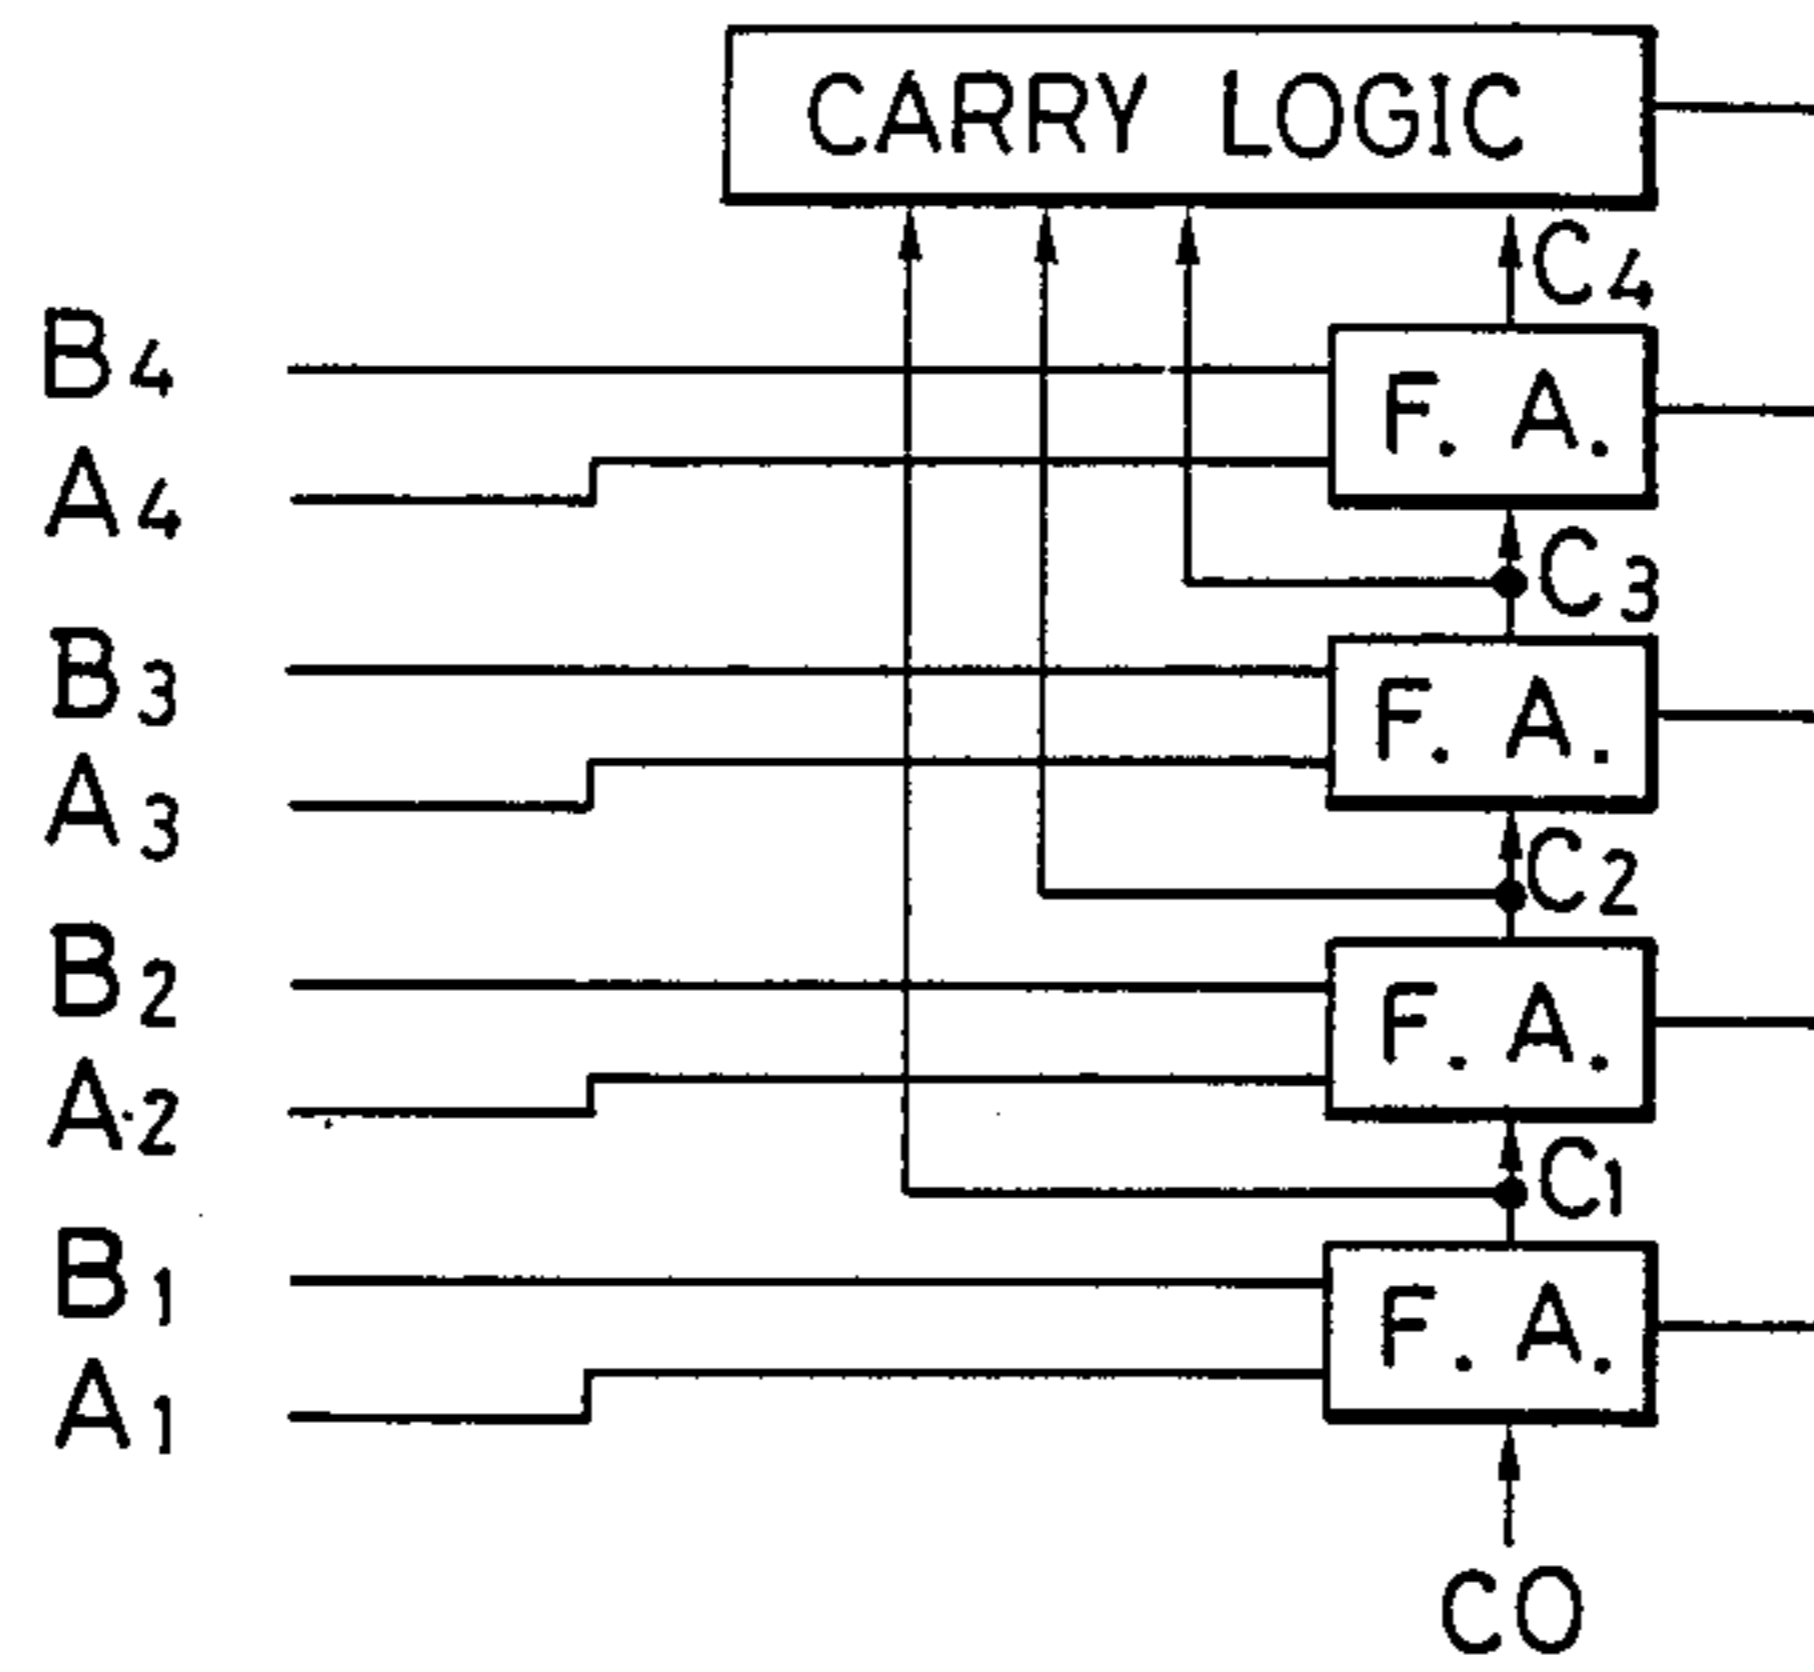 CARRY LOGIC
C4
B4
F. A.
A4
C3
B3
F. A.
A3
C2
B2
F. A.
A2
C1
B1
F. A.
A1
CO